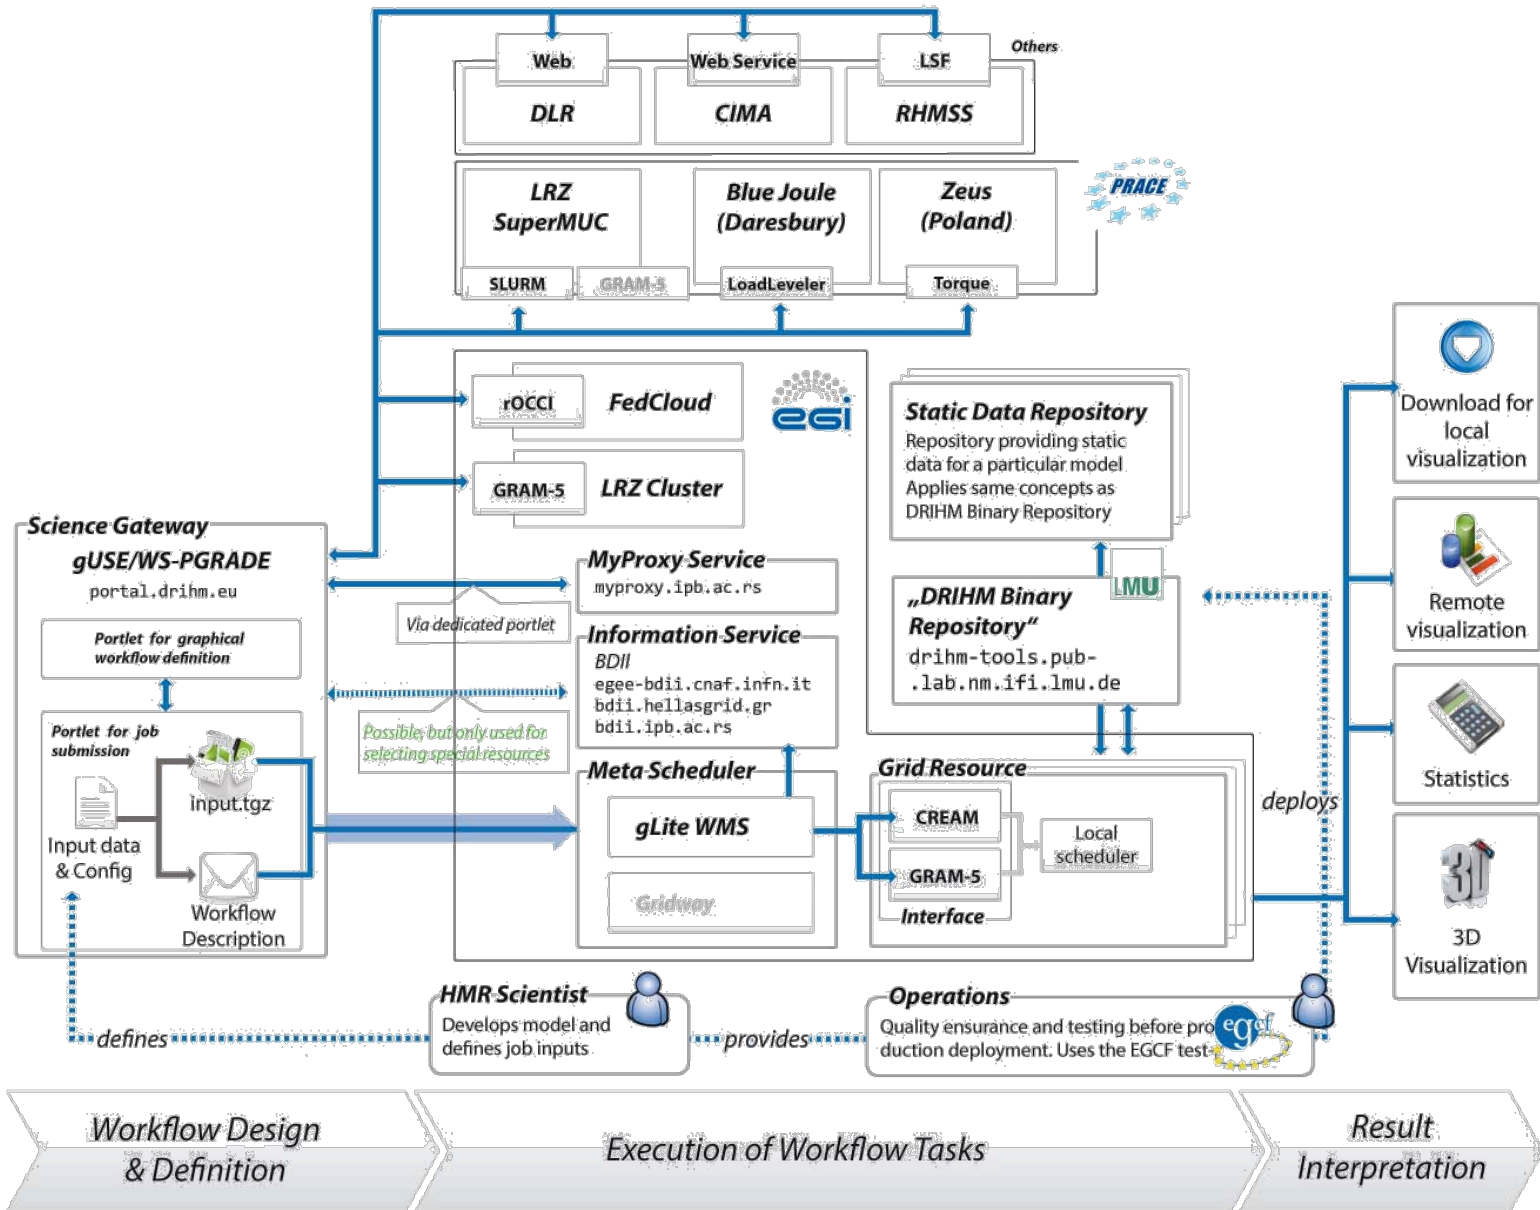 Others
Web
Web Service
LSF
DLR
CIMA
RHMSS
LRZ
SuperMUC
Blue Joule
(Daresbury)
Zeus
(Poland)
PRACE
SLURM
GRAM-5
LoadLeveler
Torque
rOCCI
FedCloud
egi
GRAM-5
LRZ Cluster
Static Data Repository
Repository providing static
data for a particular model
Applies same concepts as
DRIHM Binary Repository
Download for
local
visualization
Science Gateway
gUSE/WS-PGRADE
portal.drihm.eu
MyProxy Service
myproxy.ipb.ac.rs
Via dedicated portlet
LMU
„DRIHM Binary
Repository“
drihm-tools.pub-
.lab.nm.ifi.lmu.de
Remote
visualization
Portlet for graphical
workflow definition
Information Service
BDII
egee-bdii.cnaf.infn.it
bdii.hellasgrid.gr
bdii.ipb.ac.rs
Possible, but only used for
selecting special resources
Portlet for job
submission
input.tgz
Input data
& Config
Workflow
Description
Meta Scheduler
gLite WMS
Gridway
Grid Resource
CREAM
GRAM-5
Interface
Local
scheduler
deploys
Statistics
3D
3D
Visualization
HMR Scientist
Develops model and
defines job inputs
defines
provides
Operations
Quality ensurance and testing before pro
duction deployment. Uses the EGCF test-
egcf
Workflow Design
& Definition
Execution of Workflow Tasks
Result
Interpretation